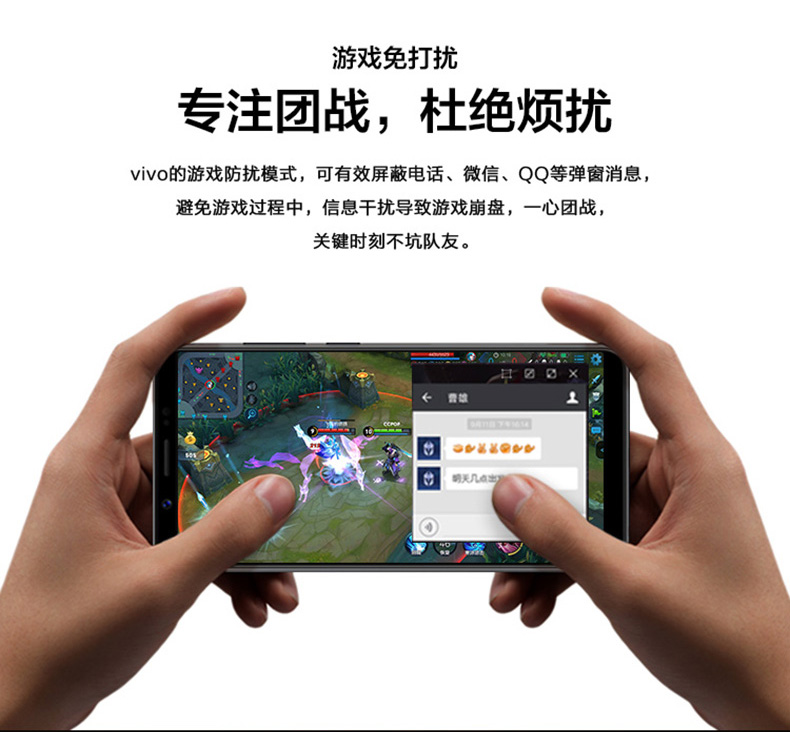 游戏免打扰
专注团战，杜绝烦扰
vivo的游戏防扰模式，可有效屏蔽电话、微信、QQ等弹窗消息，
避免游戏过程中，信息干扰导致游戏崩盘，一心团战，
关键时刻不坑队友。
505
9
10
CCPOP
曹雄
明天几点出